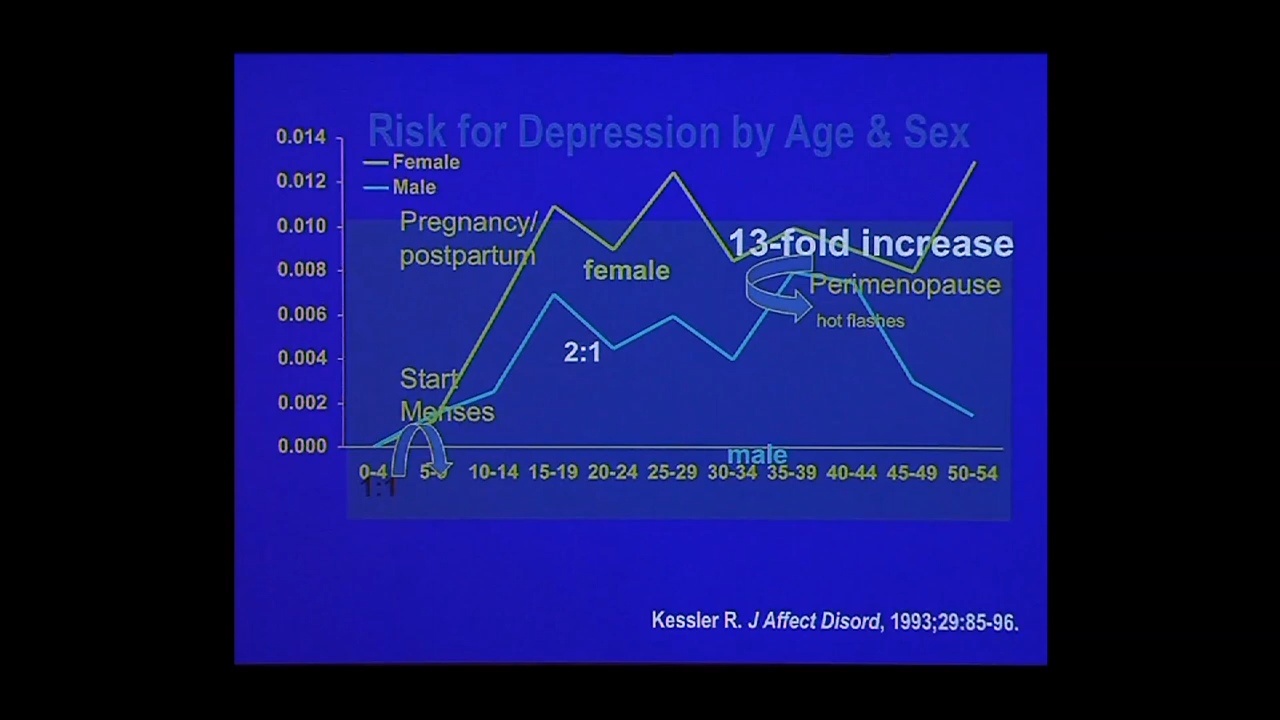 Risk for Depression by Age & Sex
0.014
0.012
0.010
0.008
0.006
0.004
0.002
0.000
Female
Male
Pregnancy/
postpartum
female
13-fold increase
Perimenopause
hot flashes
2:1
Start
Menses
male
0-4 5-9 10-14 15-19 20-24 25-29 30-34 35-39 40-44 45-49 50-54
1:1
Kessler R. J Affect Disord, 1993;29:85-96.